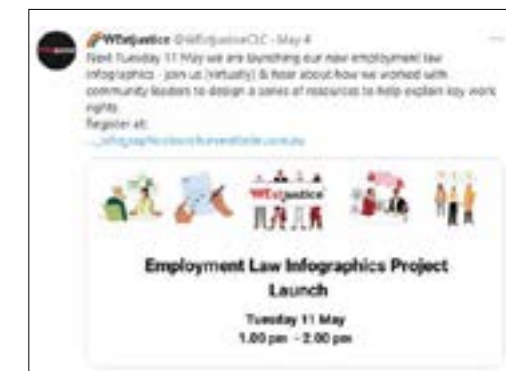 WEstjustice @WEstjusticeCLC · May 4
Next Tuesday 11 May we are launching our new employment law
infographics - join us (virtually) & hear about how we worked with
community leaders to design a series of resources to help explain key work
rights.
Register at:
WEstjustice
Employment Law Infographics Project
Launch
Tuesday 11 May
1.00 pm - 2.00 pm